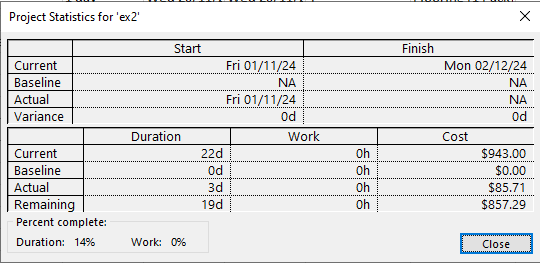 Project Statistics for 'ex2'
Start Finish
Current Fri 01/11/24 Mon 02/12/24
Baseline NA NA
Actual Fri 01/11/24 NA
Variance 0d 0d
Duration Work Cost
Current 22d 0h $943.00
Baseline 0d 0h $0.00
Actual 3d 0h $85.71
Remaining 19d 0h $857.29
Percent complete:
Duration: 14% Work: 0% Close